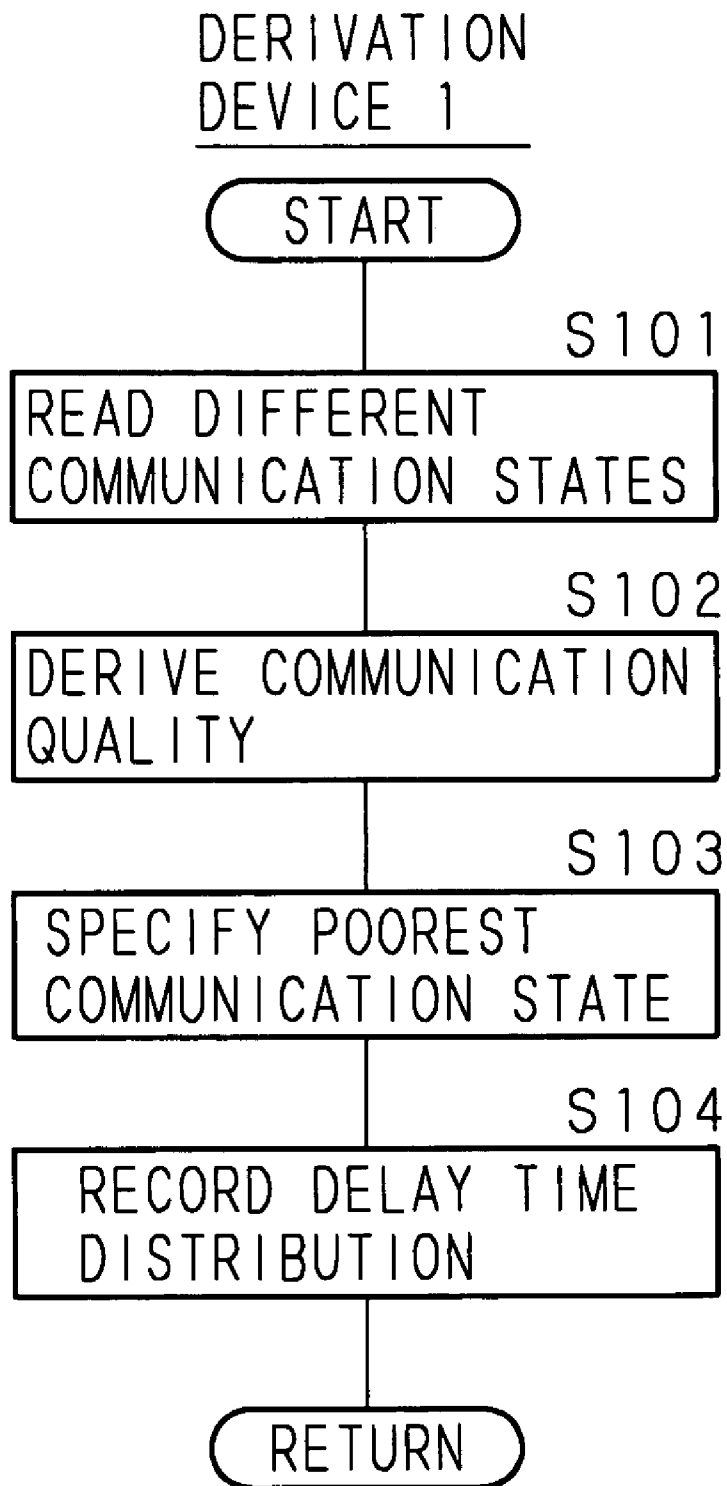 DERIVATION
DEVICE 1
START
S101
READ DIFFERENT
COMMUNICATION STATES
S102
DERIVE COMMUNICATION
QUALITY
S103
SPECIFY POOREST
COMMUNICATION STATE
S104
RECORD DELAY TIME
DISTRIBUTION
RETURN